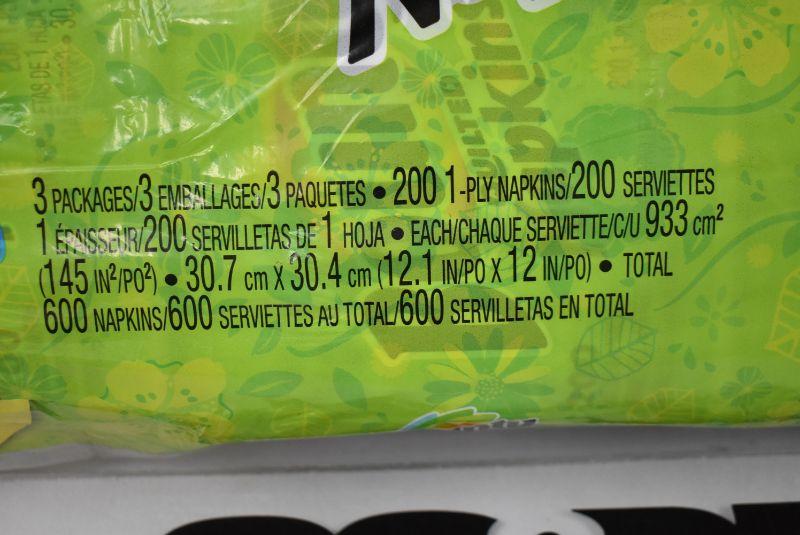 3 PACKAGES/3 EMBALLAGES/3 PAQUETES • 200 1-PLY NAPKINS/200 SERVIETTES
1 ÉPAISSEUR/200 SERVILLETAS DE 1 HOJA • EACH/CHAQUE SERVIETTE/C/U 933 cm²
(145 IN²/PO²) • 30.7 cm X 30.4 cm (12.1 IN/PO X 12 IN/PO) • TOTAL
600 NAPKINS/600 SERVIETTES AU TOTAL/600 SERVILLETAS EN TOTAL